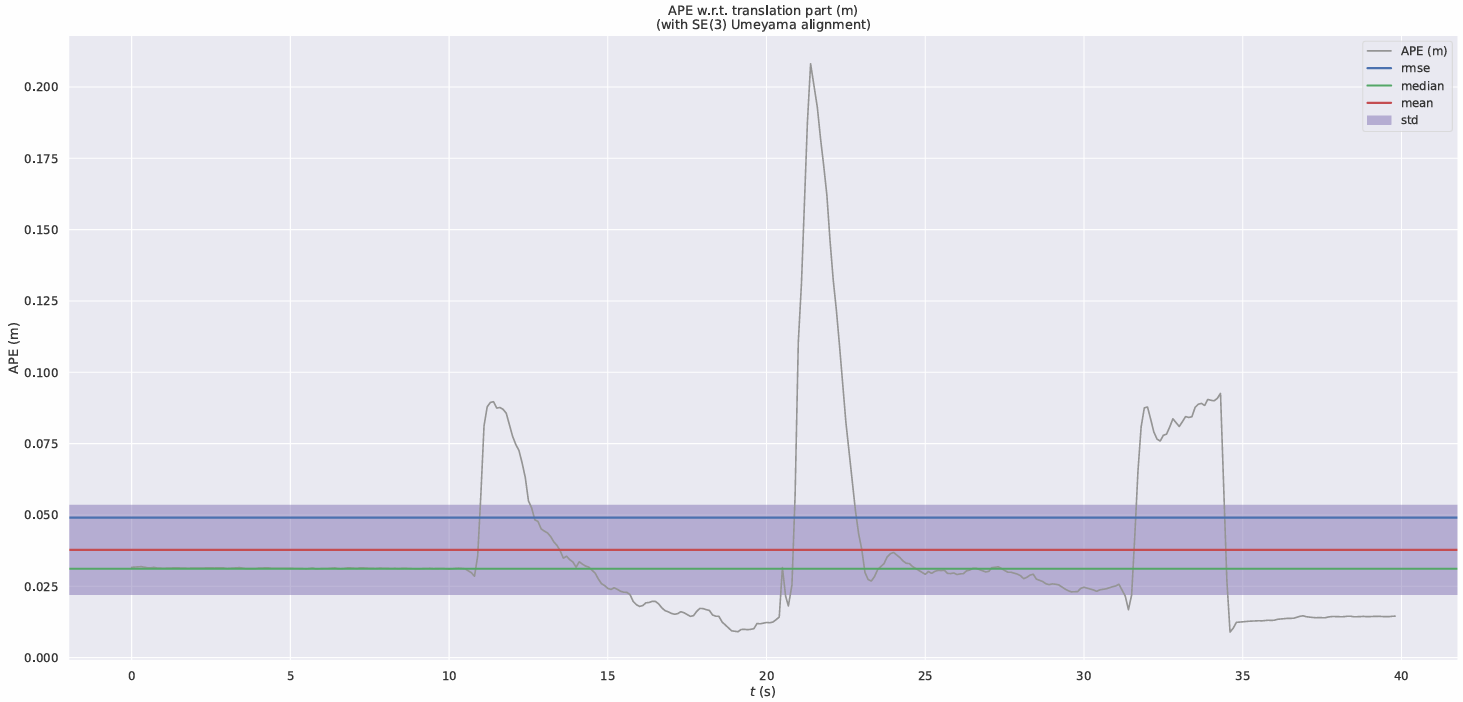 APE w.r.t. translation part (m)
(with SE(3) Umeyama alignment)
APE (m)
rmse
median
mean
std
0.200
0.175
0.150
0.125
0.100
0.075
0.050
0.025
0.000
APE (m)
0 5 10 15 20 25 30 35 40
t (s)